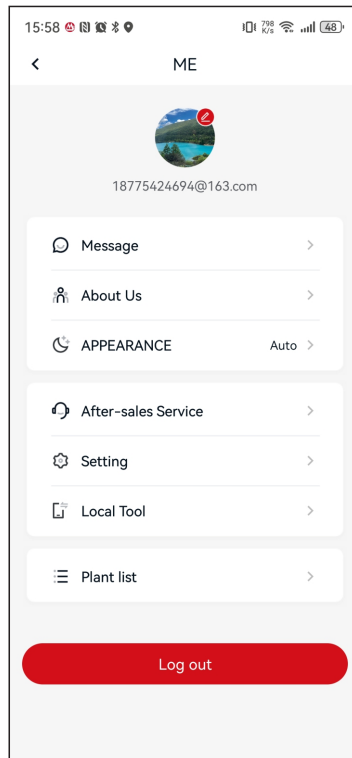 15:58
798 K/s
48
ME
18775424694@163.com
Message
About Us
APPEARANCE Auto
After-sales Service
Setting
Local Tool
Plant list
Log out